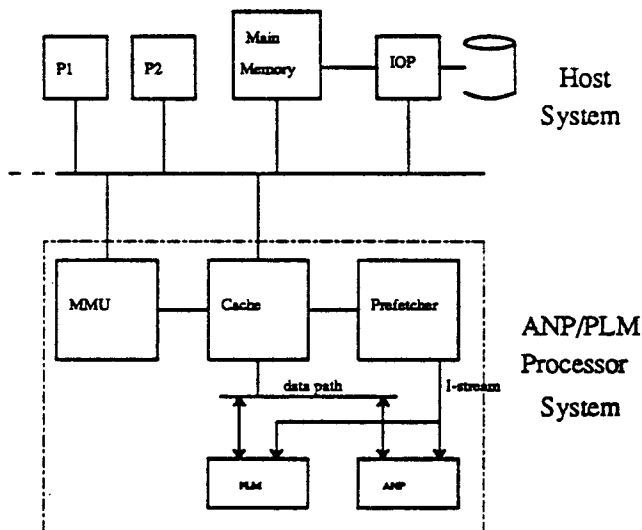 P1
P2
Main
Memory
IOP
Host
System
MMU
Cache
Prefetcher
ANP/PLM
Processor
System
data path
I-stream
PLM
ANP